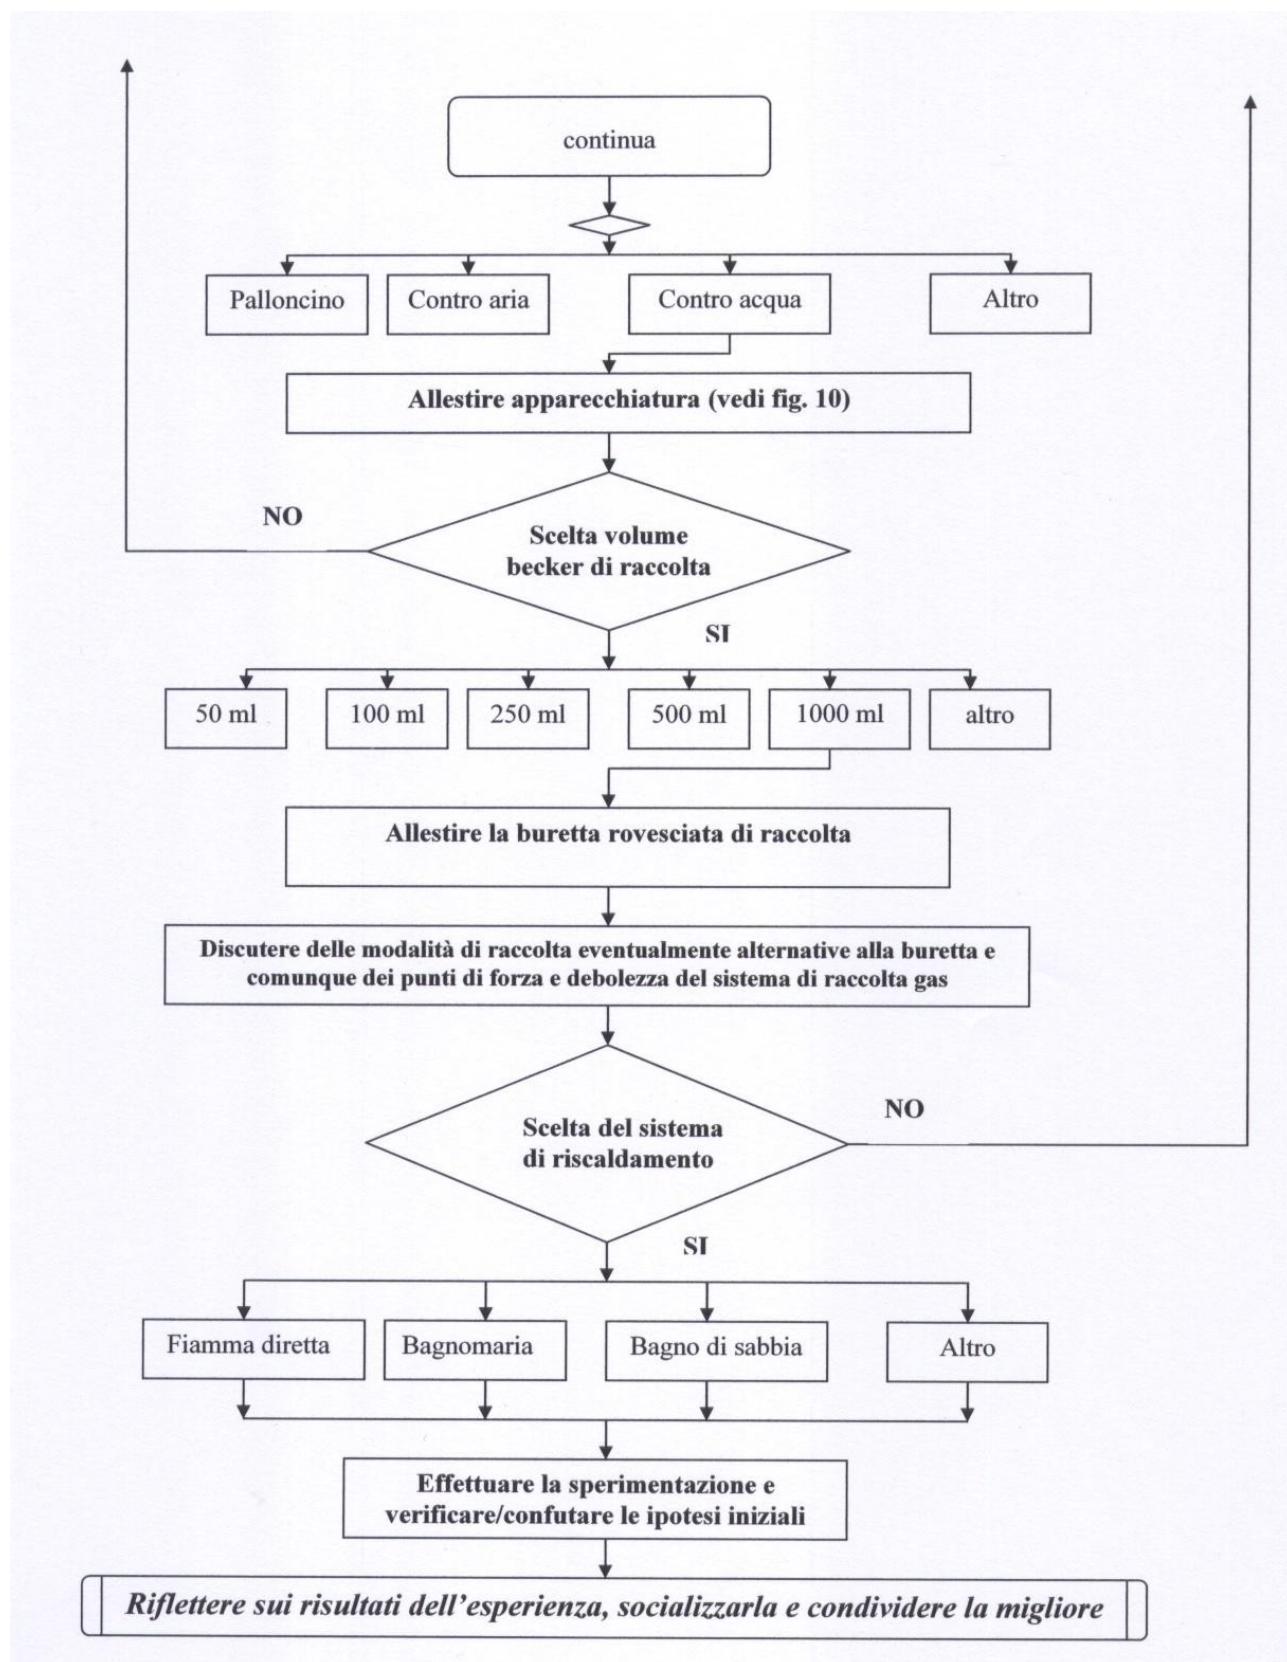 continua
Palloncino
Contro aria
Contro acqua
Altro
Allestire apparecchiatura (vedi fig. 10)
NO
Scelta volume
becker di raccolta
SI
50 ml
100 ml
250 ml
500 ml
1000 ml
altro
Allestire la buretta rovesciata di raccolta
Discutere delle modalità di raccolta eventualmente alternative alla buretta e
comunque dei punti di forza e debolezza del sistema di raccolta gas
NO
Scelta del sistema
di riscaldamento
SI
Fiamma diretta
Bagnomaria
Bagno di sabbia
Altro
Effettuare la sperimentazione e
verificare/confutare le ipotesi iniziali
Riflettere sui risultati dell'esperienza, socializzarla e condividere la migliore